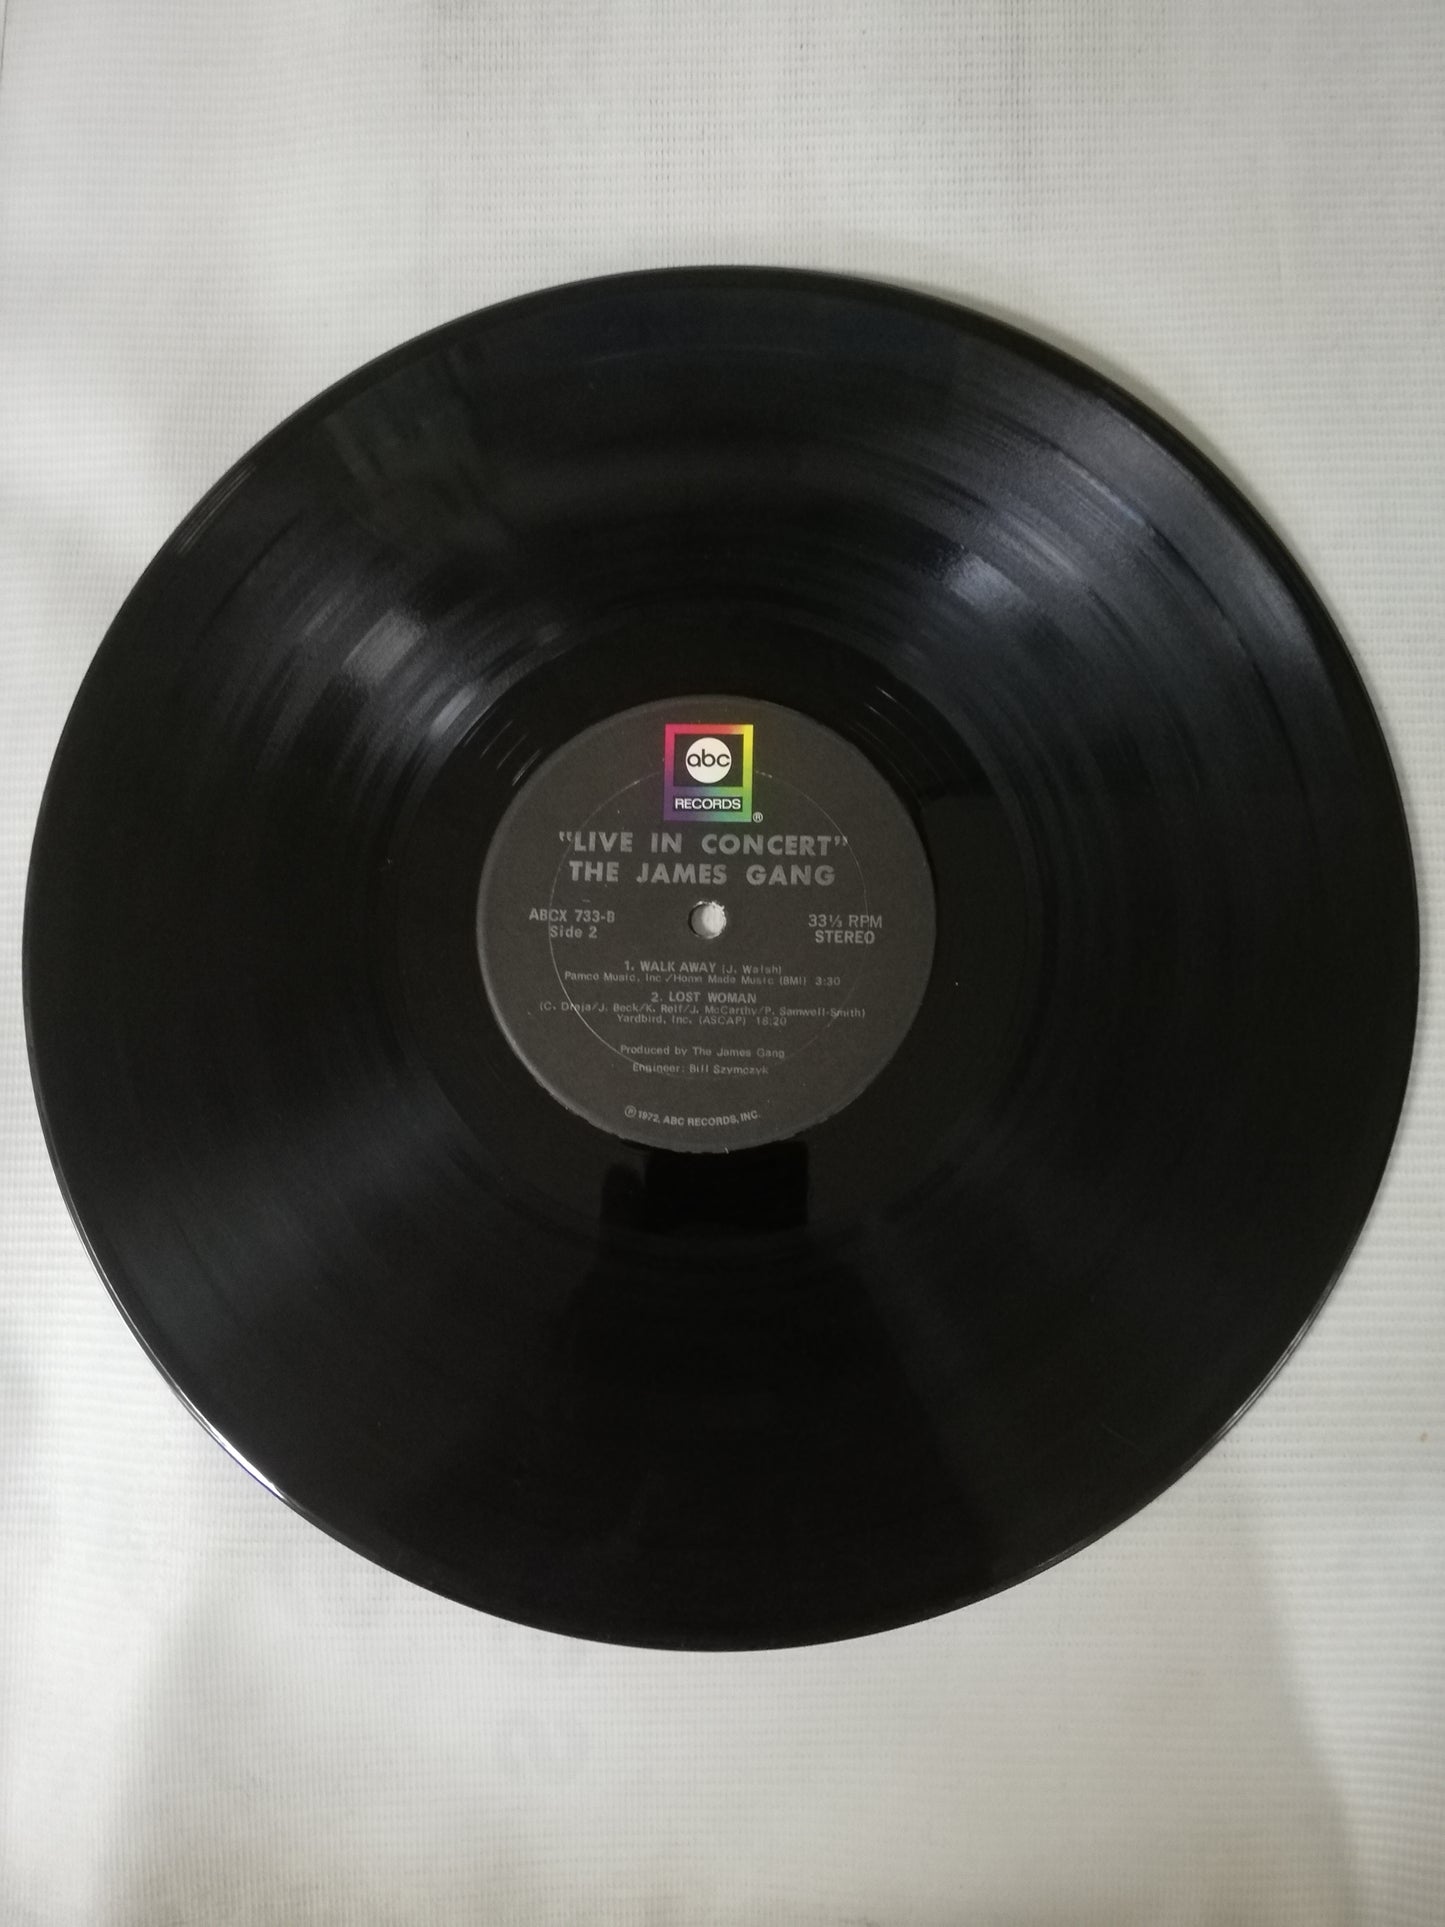 abc
RECORDS®
"LIVE IN CONCERT"
THE JAMES GANG
ABCX 733-B
Side 2
33⅓ RPM
STEREO
1. WALK AWAY (J. Walsh)
Pamco Music, Inc./Home Made Music (BMI) 3:30
2. LOST WOMAN
(C. Dreja/J. Beck/K. Relf/J. McCarthy/P. Samwell-Smith)
Yardbird, Inc. (ASCAP) 18:20
Produced by The James Gang
Engineer: Bill Szymczyk
℗ 1972, ABC RECORDS, INC.